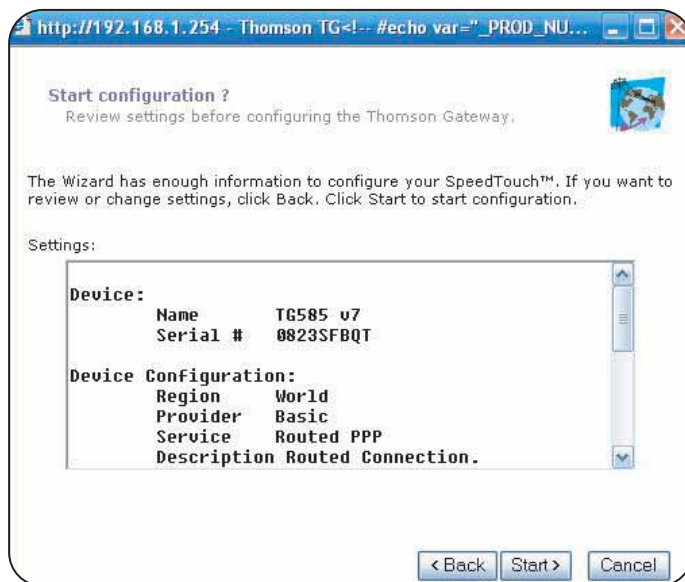 http://192.168.1.254 - Thomson TG<!-- #echo var="_PROD_NU...
Start configuration ?
Review settings before configuring the Thomson Gateway.
The Wizard has enough information to configure your SpeedTouch™. If you want to
review or change settings, click Back. Click Start to start configuration.
Settings:
Device:
Name TG585 v7
Serial # 0823SFBQT
Device Configuration:
Region World
Provider Basic
Service Routed PPP
Description Routed Connection.
< Back Start > Cancel